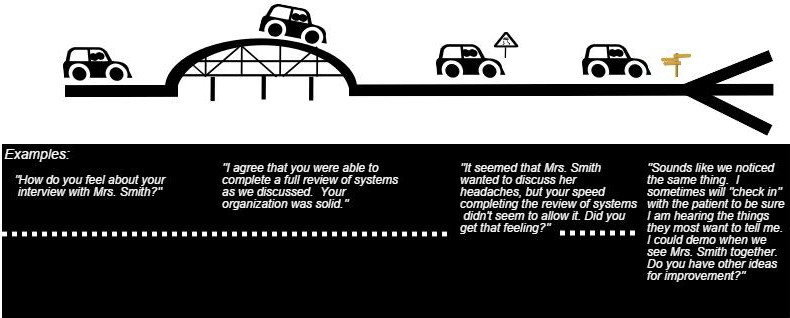 Examples:
"How do you feel about your
interview with Mrs. Smith?"
"I agree that you were able to
complete a full review of systems
as we discussed.  Your
organization was solid."
"It seemed that Mrs. Smith
wanted to discuss her
headaches, but your speed
completing the review of systems
didn't seem to allow it. Did you
get that feeling?"
"Sounds like we noticed
the same thing.  I
sometimes will "check in"
with the patient to be sure
I am hearing the things
they most want to tell me.
I could demo when we
see Mrs. Smith together.
Do you have other ideas
for improvement?"